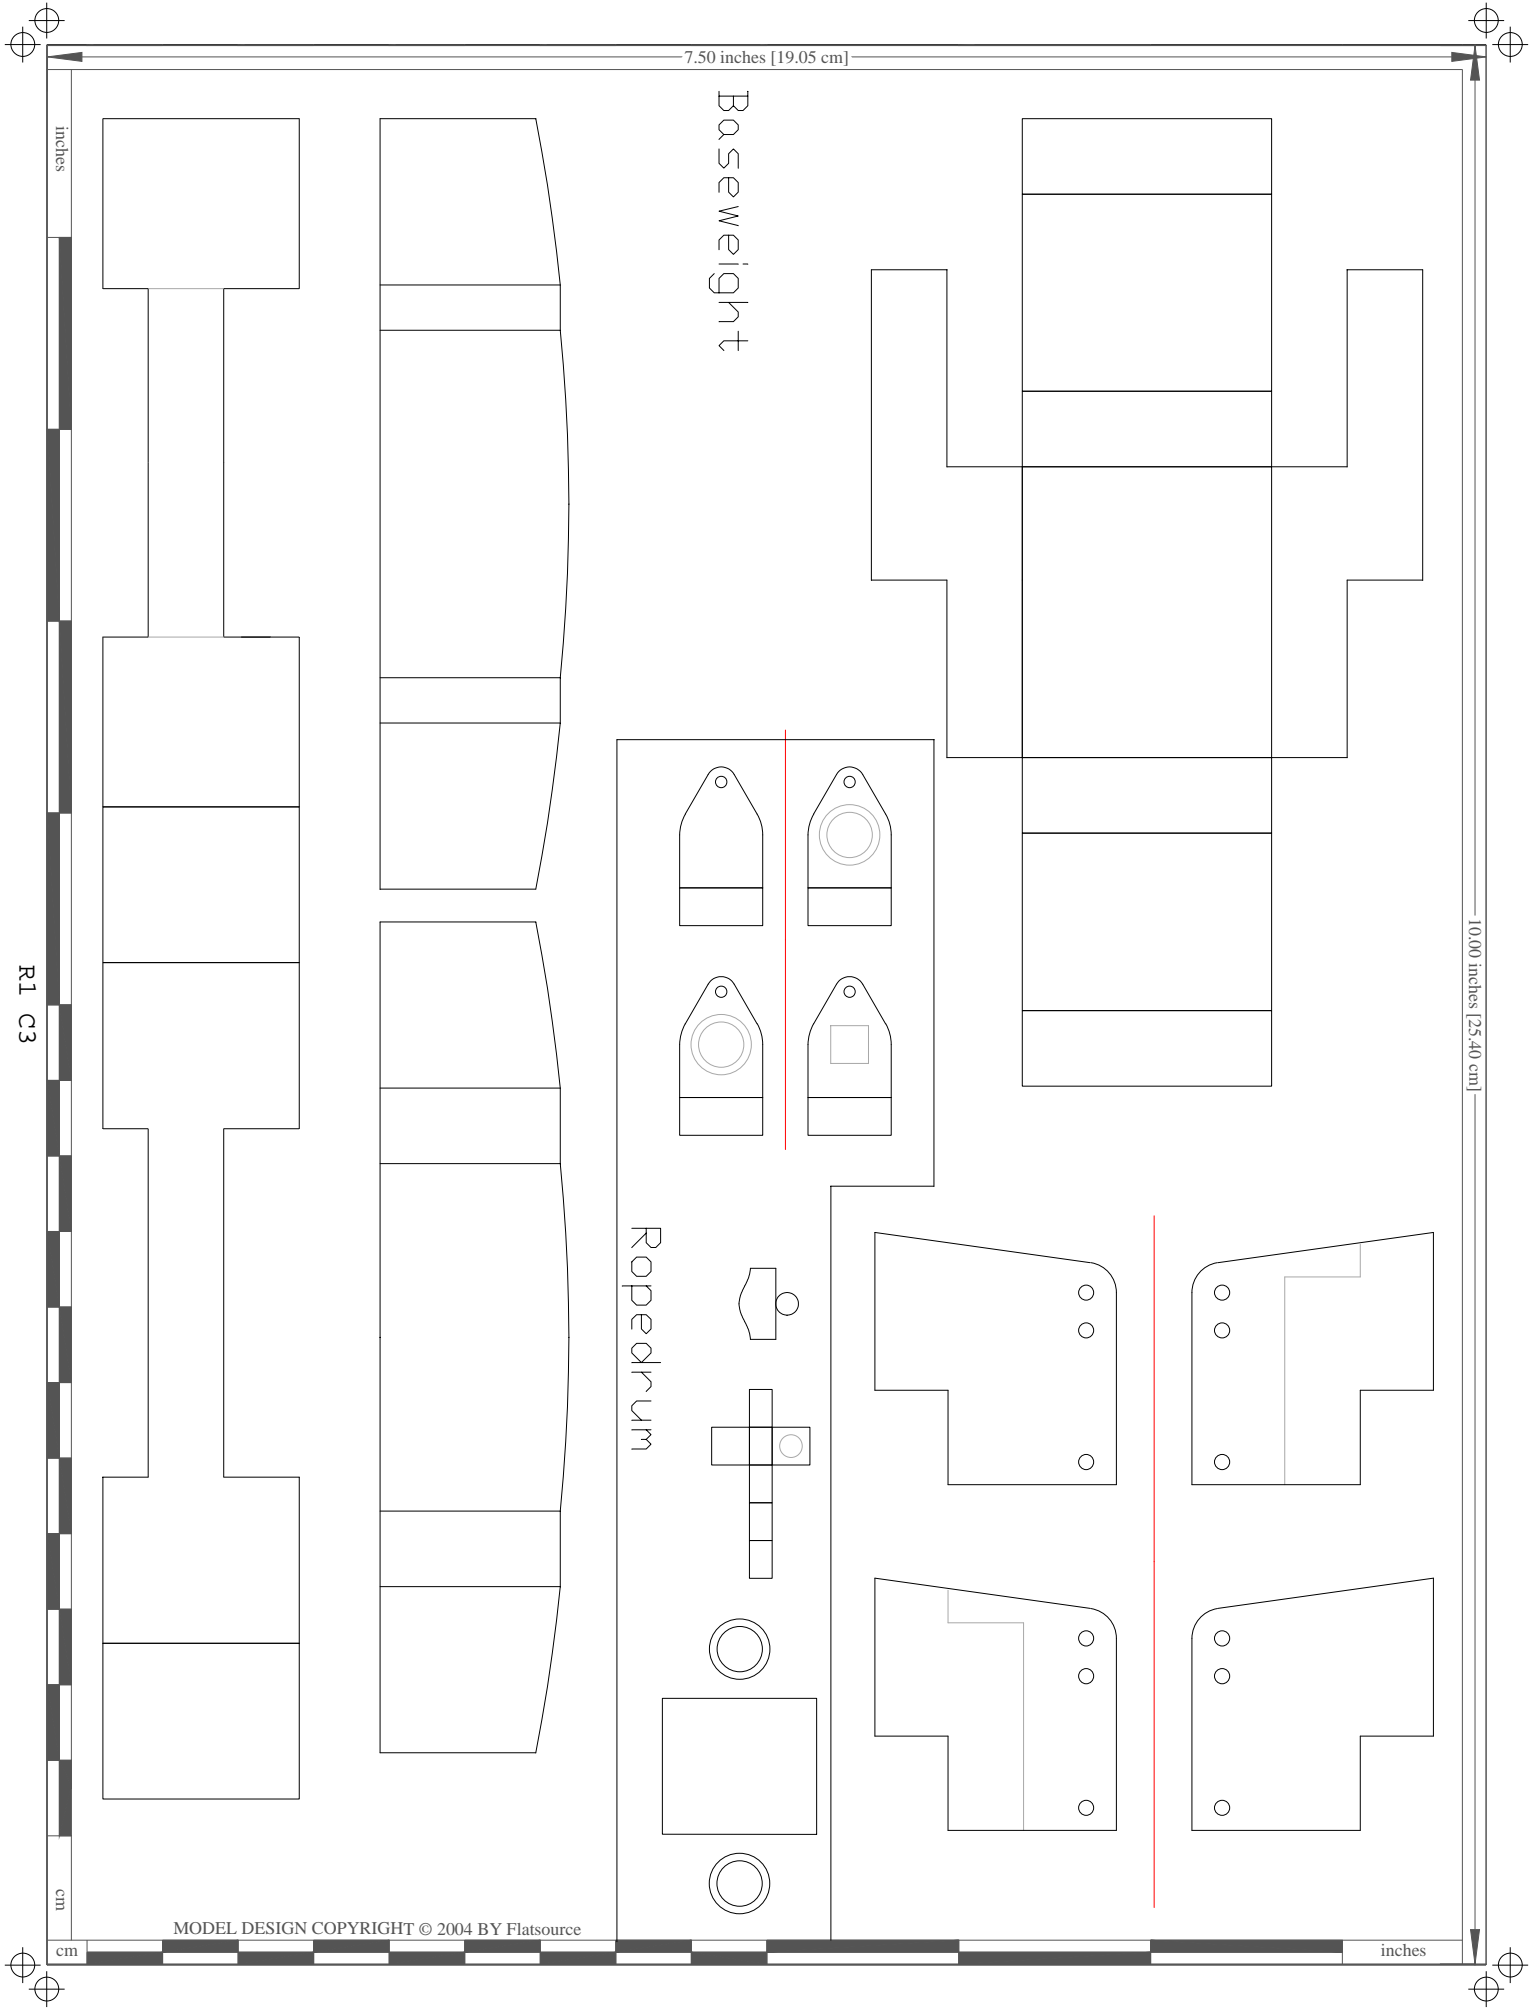 7.50 inches [19.05 cm]
inches
Baseweight
10.00 inches [25.40 cm]
R1 C3
Ropedrum
cm
MODEL DESIGN COPYRIGHT © 2004 BY Flatsource
cm
inches